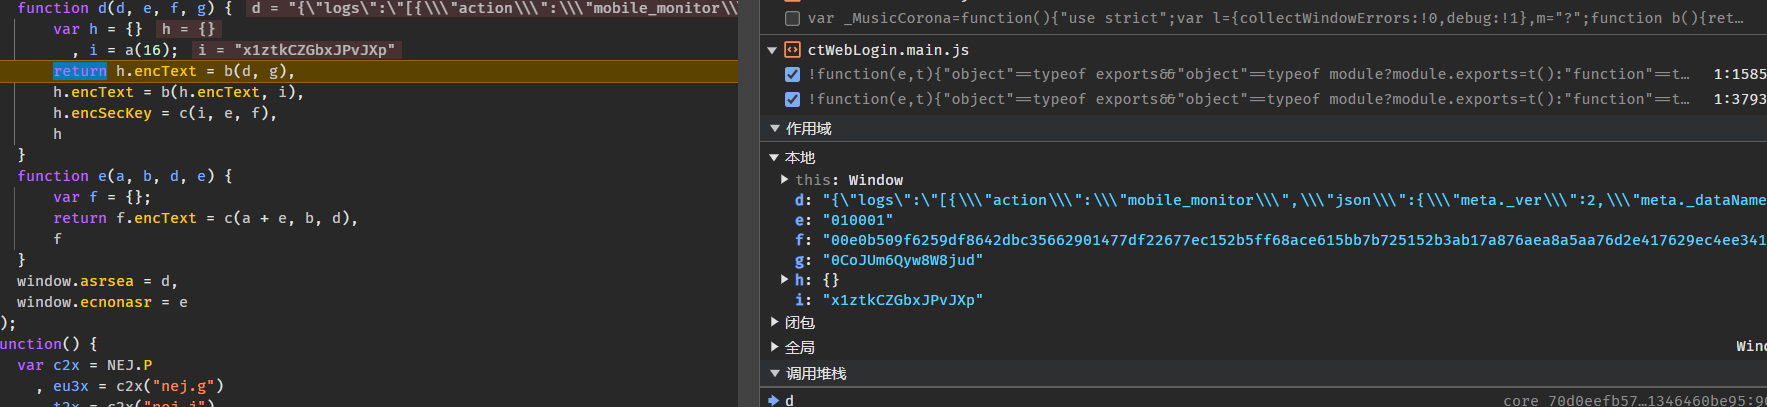 function d(d, e, f, g) { d = "{\"logs\":\"[{\\\"action\\\":\\\"mobile_monitor\\
var h = {} h = {}
, i = a(16); i = "x1ztkCZGbxJPvJXp"
return h.encText = b(d, g),
h.encText = b(h.encText, i),
h.encSecKey = c(i, e, f),
h
}
function e(a, b, d, e) {
var f = {};
return f.encText = c(a + e, b, d),
f
}
window.asrsea = d,
window.ecnonasr = e
);
unction() {
var c2x = NEJ.P
, eu3x = c2x("nej.g")
, t2x = c2x("nej.j")
var _MusicCorona=function(){"use strict";var l={collectWindowErrors:!0,debug:!1},m="?";function b(){ret…
ctWebLogin.main.js
!function(e,t){"object"==typeof exports&&"object"==typeof module?module.exports=t():"function"==t… 1:1585
!function(e,t){"object"==typeof exports&&"object"==typeof module?module.exports=t():"function"==t… 1:3793
作用域
本地
this: Window
d: "{\"logs\":\"[{\\\"action\\\":\\\"mobile_monitor\\\",\\\"json\\\":{\\\"meta._ver\\\":2,\\\"meta._dataName
e: "010001"
f: "00e0b509f6259df8642dbc35662901477df22677ec152b5ff68ace615bb7b725152b3ab17a876aea8a5aa76d2e417629ec4ee341
g: "0CoJUm6Qyw8W8jud"
h: {}
i: "x1ztkCZGbxJPvJXp"
闭包
全局 Wind
调用堆栈
d core_70d0eefb57…1346460be95:90